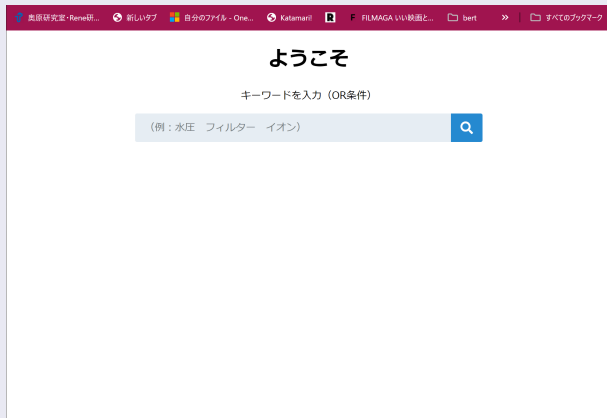 奥原研究室・Rene研...
新しいタブ
自分のファイル - One...
Katamari!
R
F FILMAGA いい映画と...
bert
»
すべてのブックマーク
ようこそ
キーワードを入力（OR条件）
（例：水圧　フィルター　イオン）